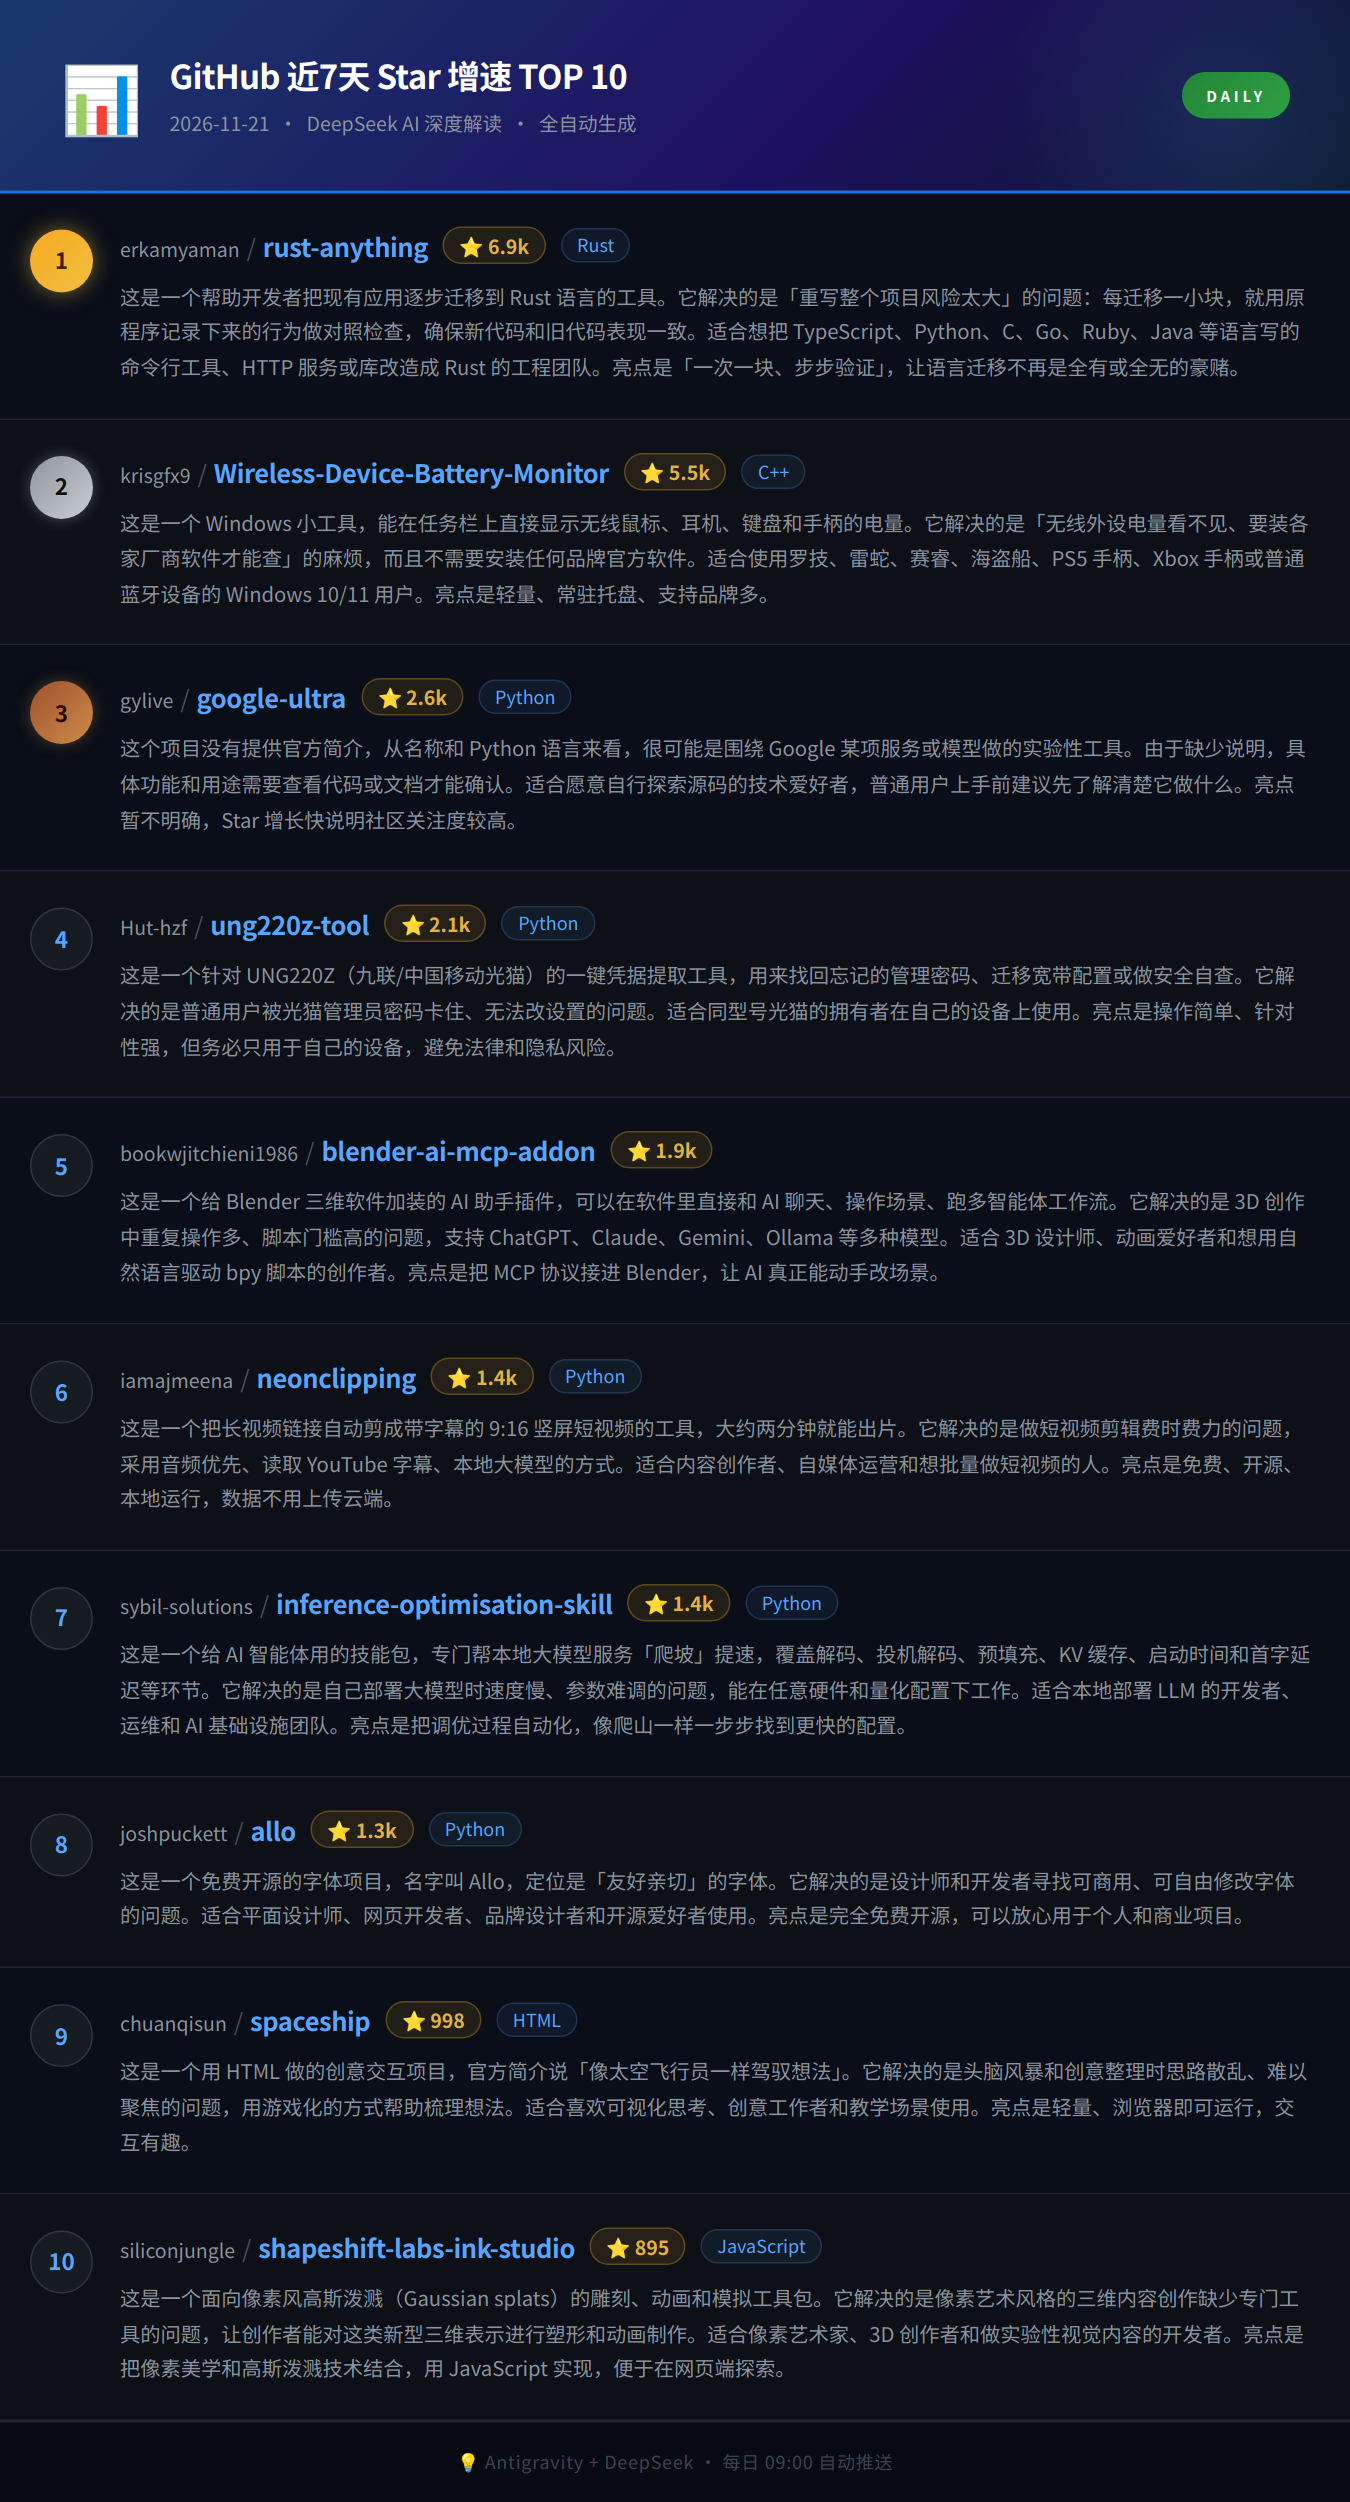 GitHub 近7天 Star 增速 TOP 10
2026-11-21 • DeepSeek AI 深度解读 • 全自动生成
DAILY
1
erkamyaman / rust-anything ⭐ 6.9k Rust
这是一个帮助开发者把现有应用逐步迁移到 Rust 语言的工具。它解决的是「重写整个项目风险太大」的问题：每迁移一小块，就用原
程序记录下来的行为做对照检查，确保新代码和旧代码表现一致。适合想把 TypeScript、Python、C、Go、Ruby、Java 等语言写的
命令行工具、HTTP 服务或库改造成 Rust 的工程团队。亮点是「一次一块、步步验证」，让语言迁移不再是全有或全无的豪赌。
2
krisgfx9 / Wireless-Device-Battery-Monitor ⭐ 5.5k C++
这是一个 Windows 小工具，能在任务栏上直接显示无线鼠标、耳机、键盘和手柄的电量。它解决的是「无线外设电量看不见、要装各
家厂商软件才能查」的麻烦，而且不需要安装任何品牌官方软件。适合使用罗技、雷蛇、赛睿、海盗船、PS5 手柄、Xbox 手柄或普通
蓝牙设备的 Windows 10/11 用户。亮点是轻量、常驻托盘、支持品牌多。
3
gylive / google-ultra ⭐ 2.6k Python
这个项目没有提供官方简介，从名称和 Python 语言来看，很可能是围绕 Google 某项服务或模型做的实验性工具。由于缺少说明，具
体功能和用途需要查看代码或文档才能确认。适合愿意自行探索源码的技术爱好者，普通用户上手前建议先了解清楚它做什么。亮点
暂不明确，Star 增长快说明社区关注度较高。
4
Hut-hzf / ung220z-tool ⭐ 2.1k Python
这是一个针对 UNG220Z（九联/中国移动光猫）的一键凭据提取工具，用来找回忘记的管理密码、迁移宽带配置或做安全自查。它解
决的是普通用户被光猫管理员密码卡住、无法改设置的问题。适合同型号光猫的拥有者在自己的设备上使用。亮点是操作简单、针对
性强，但务必只用于自己的设备，避免法律和隐私风险。
5
bookwjitchieni1986 / blender-ai-mcp-addon ⭐ 1.9k
这是一个给 Blender 三维软件加装的 AI 助手插件，可以在软件里直接和 AI 聊天、操作场景、跑多智能体工作流。它解决的是 3D 创作
中重复操作多、脚本门槛高的问题，支持 ChatGPT、Claude、Gemini、Ollama 等多种模型。适合 3D 设计师、动画爱好者和想用自
然语言驱动 bpy 脚本的创作者。亮点是把 MCP 协议接进 Blender，让 AI 真正能动手改场景。
6
iamajmeena / neonclipping ⭐ 1.4k Python
这是一个把长视频链接自动剪成带字幕的 9:16 竖屏短视频的工具，大约两分钟就能出片。它解决的是做短视频剪辑费时费力的问题，
采用音频优先、读取 YouTube 字幕、本地大模型的方式。适合内容创作者、自媒体运营和想批量做短视频的人。亮点是免费、开源、
本地运行，数据不用上传云端。
7
sybil-solutions / inference-optimisation-skill ⭐ 1.4k Python
这是一个给 AI 智能体用的技能包，专门帮本地大模型服务「爬坡」提速，覆盖解码、投机解码、预填充、KV 缓存、启动时间和首字延
迟等环节。它解决的是自己部署大模型时速度慢、参数难调的问题，能在任意硬件和量化配置下工作。适合本地部署 LLM 的开发者、
运维和 AI 基础设施团队。亮点是把调优过程自动化，像爬山一样一步步找到更快的配置。
8
joshpuckett / allo ⭐ 1.3k Python
这是一个免费开源的字体项目，名字叫 Allo，定位是「友好亲切」的字体。它解决的是设计师和开发者寻找可商用、可自由修改字体
的问题。适合平面设计师、网页开发者、品牌设计者和开源爱好者使用。亮点是完全免费开源，可以放心用于个人和商业项目。
9
chuanqisun / spaceship ⭐ 998 HTML
这是一个用 HTML 做的创意交互项目，官方简介说「像太空飞行员一样驾驭想法」。它解决的是头脑风暴和创意整理时思路散乱、难以
聚焦的问题，用游戏化的方式帮助梳理想法。适合喜欢可视化思考、创意工作者和教学场景使用。亮点是轻量、浏览器即可运行，交
互有趣。
10
siliconjungle / shapeshift-labs-ink-studio ⭐ 895 JavaScript
这是一个面向像素风高斯泼溅（Gaussian splats）的雕刻、动画和模拟工具包。它解决的是像素艺术风格的三维内容创作缺少专门工
具的问题，让创作者能对这类新型三维表示进行塑形和动画制作。适合像素艺术家、3D 创作者和做实验性视觉内容的开发者。亮点是
把像素美学和高斯泼溅技术结合，用 JavaScript 实现，便于在网页端探索。
💡 Antigravity + DeepSeek • 每日 09:00 自动推送